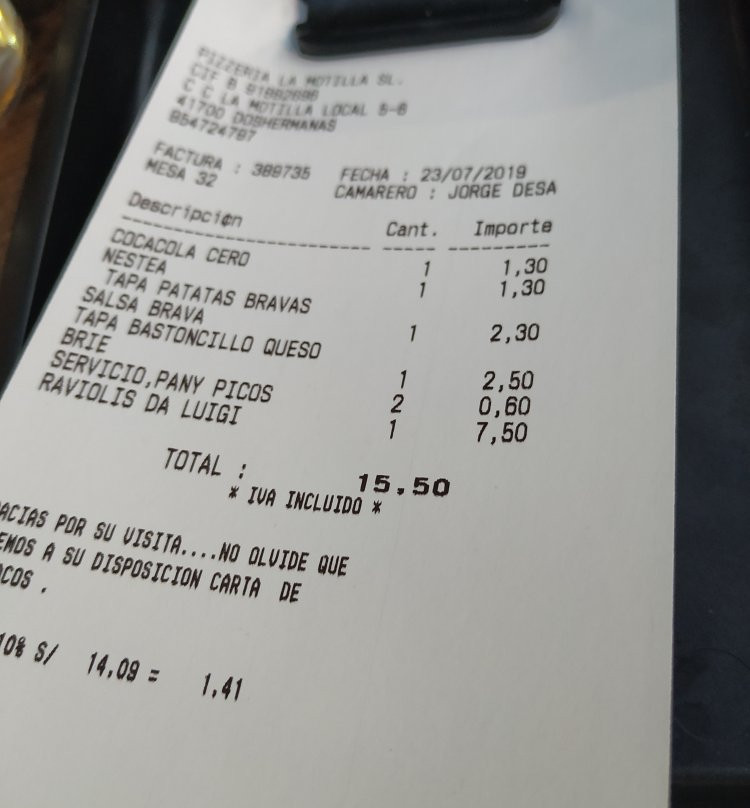 PIZZERIA LA MOTILLA SL.
CIF B 91892698
C C LA MOTILLA LOCAL 5-6
41700 DOSHERMANAS
954724797
FACTURA : 389735 FECHA : 23/07/2019
MESA 32 CAMARERO : JORGE DESA
Descripción Cant. Importe
COCACOLA CERO 1 1,30
NESTEA 1 1,30
TAPA PATATAS BRAVAS
SALSA BRAVA 1 2,30
TAPA BASTONCILLO QUESO
BRIE 1 2,50
SERVICIO,PANY PICOS 2 0,60
RAVIOLIS DA LUIGI 1 7,50
TOTAL : 15.50
* IVA INCLUIDO *
ACIAS POR SU VISITA....NO OLVIDE QUE
EMOS A SU DISPOSICION CARTA DE
COS .
10% S/ 14,09 = 1,41